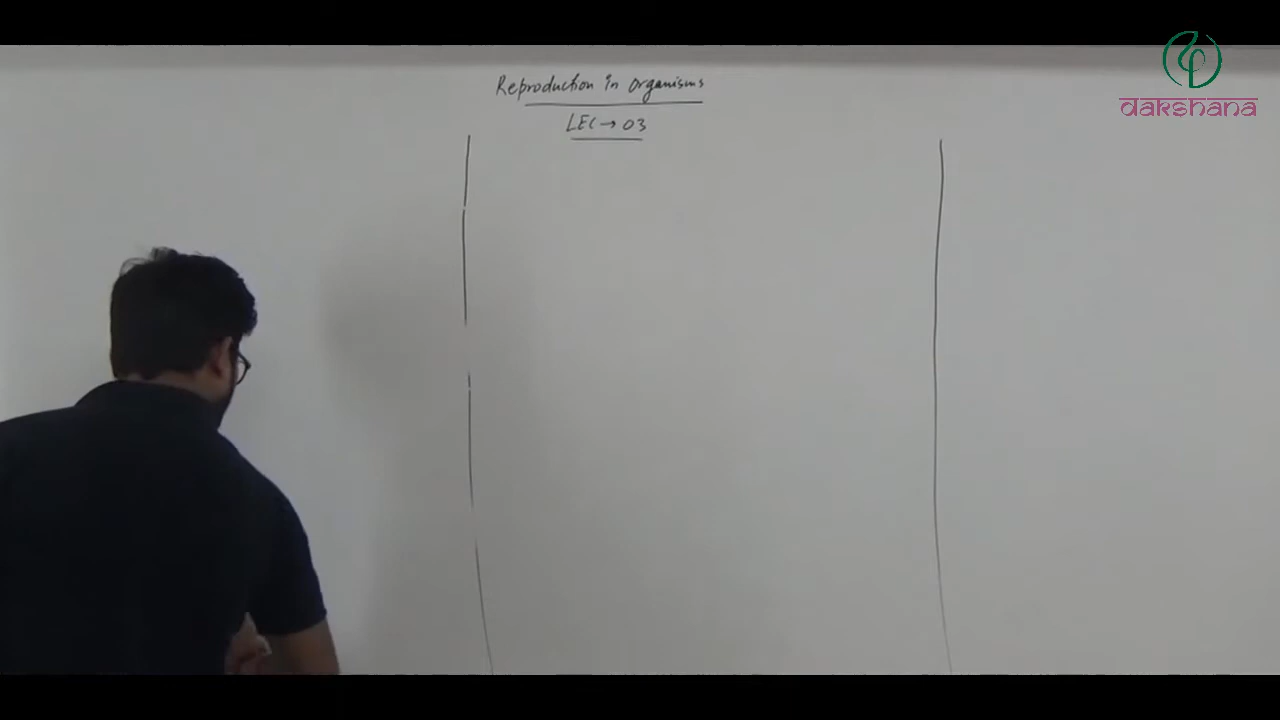 Reproduction in organisms
LEC → 03
dakshana